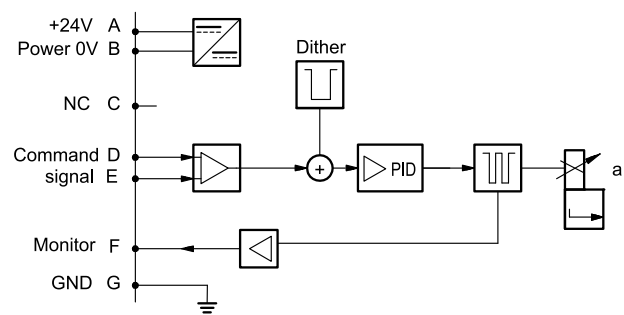 +24V A
Power 0V B
Dither
NC C
Command D
signal E
+
PID
a
Monitor F
GND G